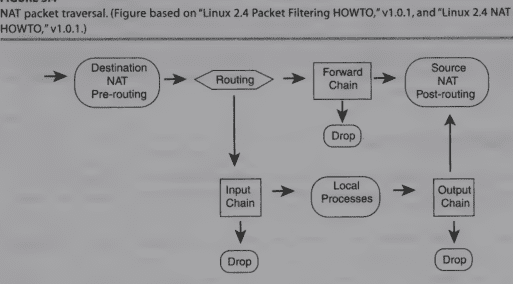 NAT packet traversal. (Figure based on "Linux 2.4 Packet Filtering HOWTO," v1.0.1, and "Linux 2.4 NAT
HOWTO," v1.0.1.)
Destination
NAT
Pre-routing
Routing
Forward
Chain
Source
NAT
Post-routing
Drop
Input
Chain
Local
Processes
Output
Chain
Drop
Drop